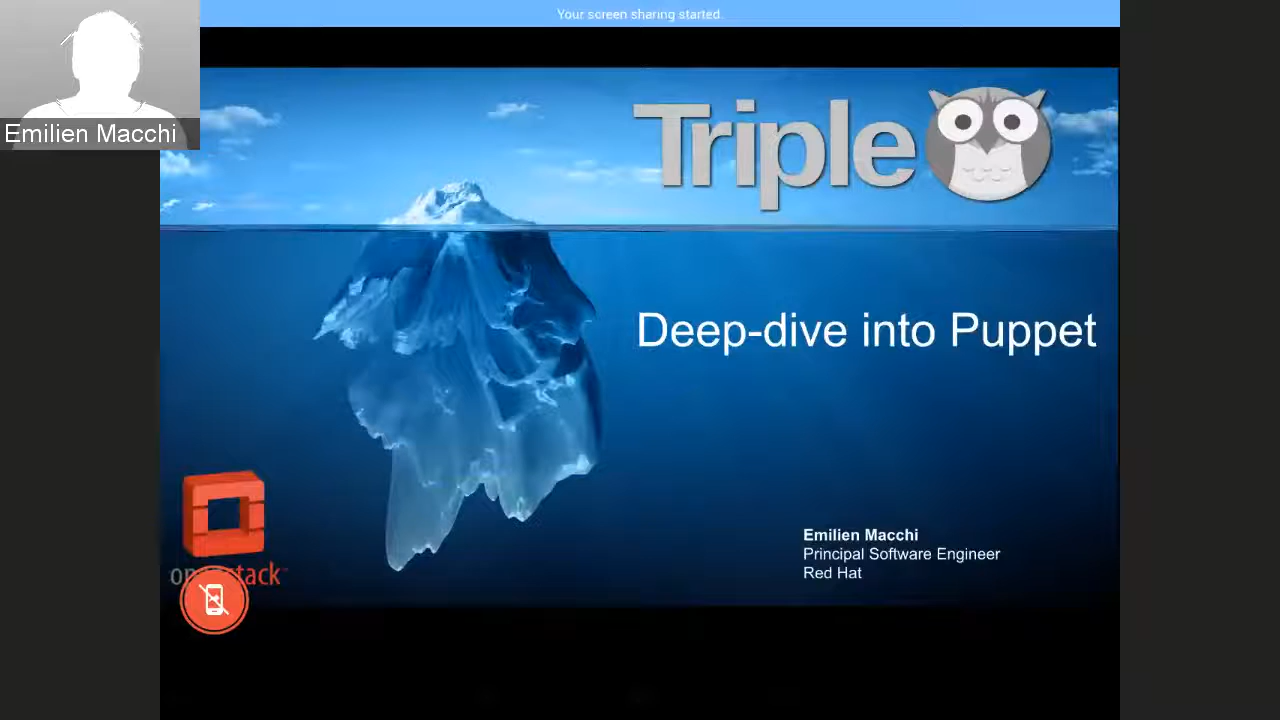 Your screen sharing started.
Emilien Macchi
Triple
Deep-dive into Puppet
Emilien Macchi
Principal Software Engineer
Red Hat